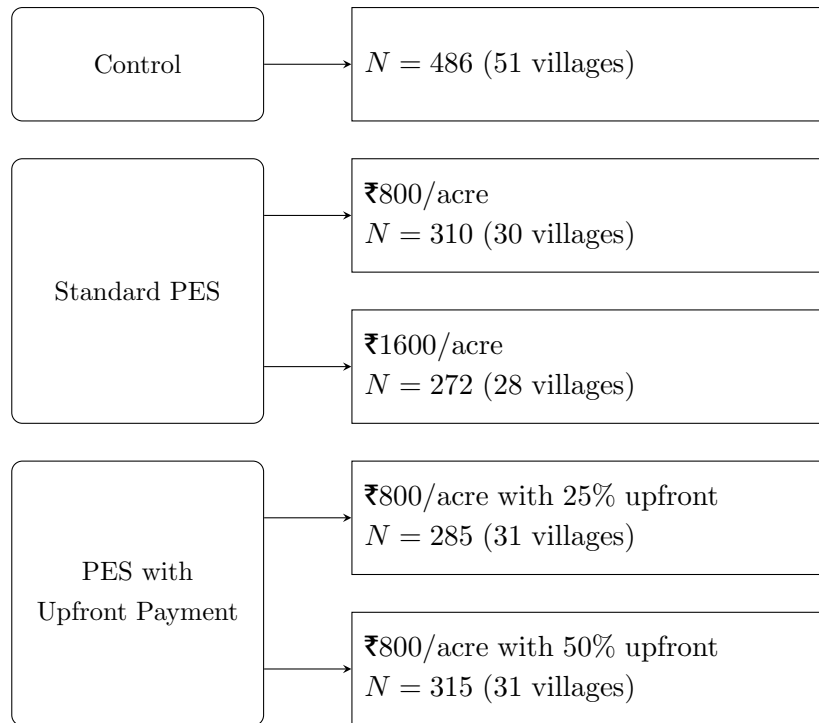 Control
N = 486 (51 villages)
Standard PES
₹800/acre
N = 310 (30 villages)
₹1600/acre
N = 272 (28 villages)
PES with
Upfront Payment
₹800/acre with 25% upfront
N = 285 (31 villages)
₹800/acre with 50% upfront
N = 315 (31 villages)